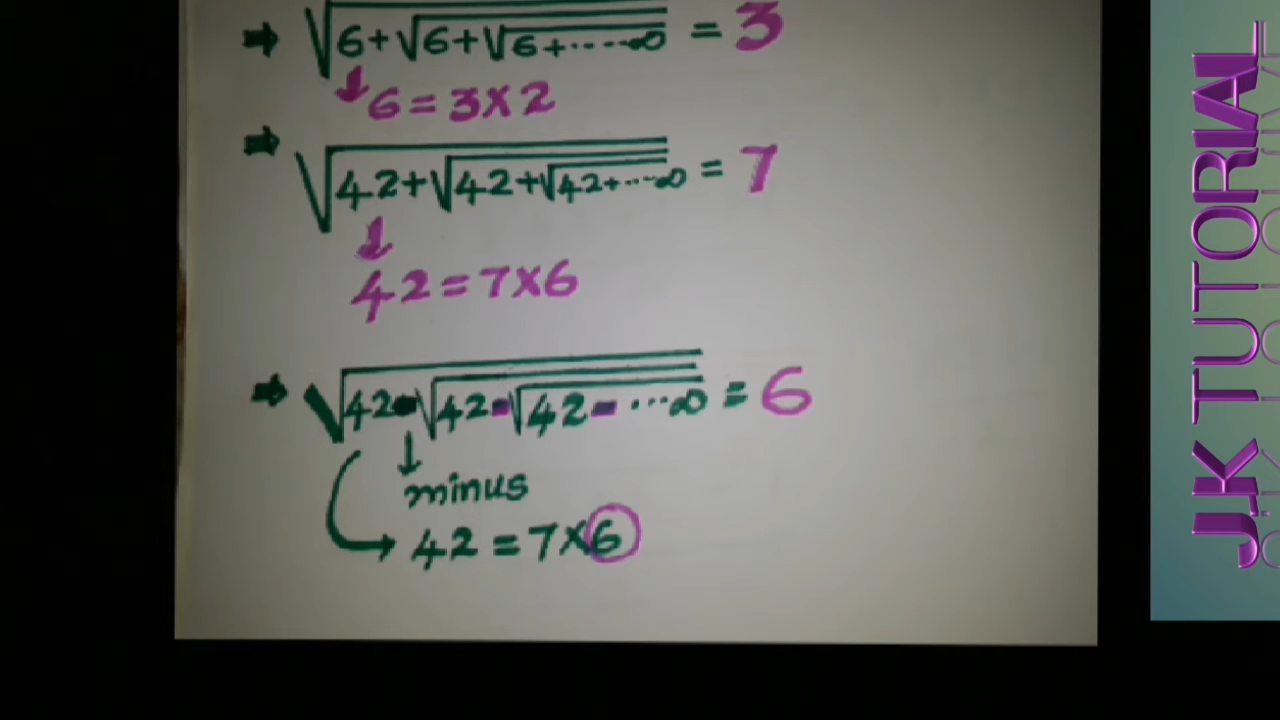 ⇒ √(6+√(6+√(6+....∞))) = 3
↓ 6 = 3×2
⇒ √(42+√(42+√(42+....∞))) = 7
↓
42 = 7×6
⇒ √(42-√(42-√(42-...∞))) = 6
↓
minus
→ 42 = 7×6
JK TUTORIAL